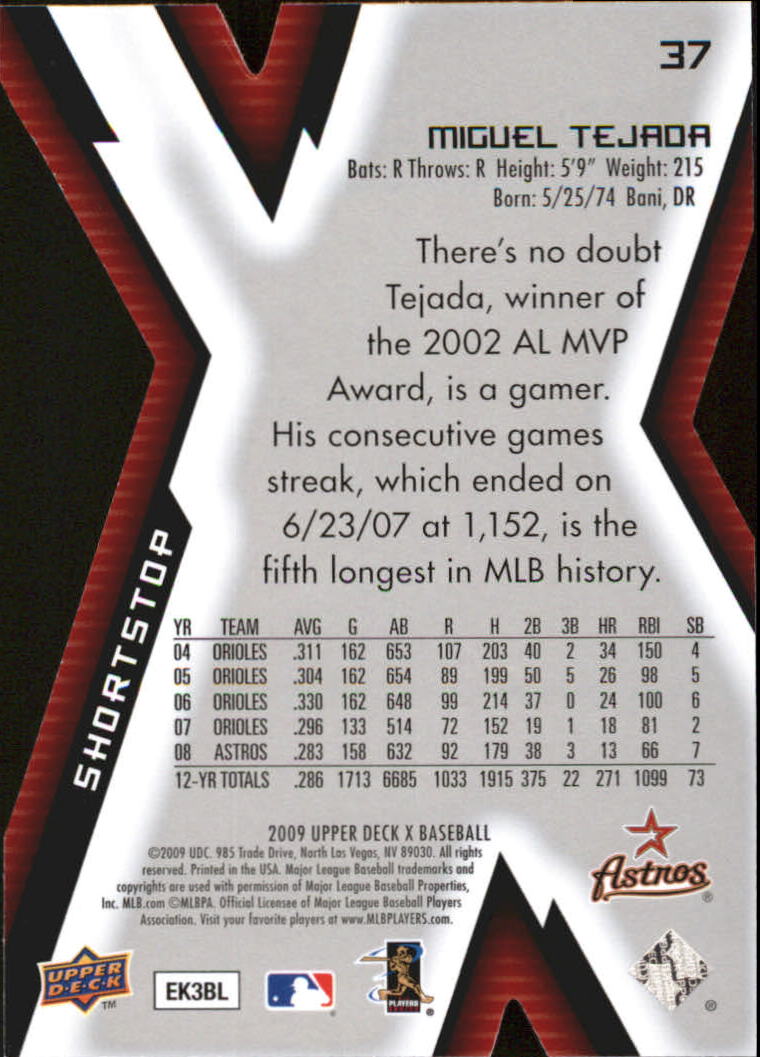 37
MIGUEL TEJADA
Bats: R Throws: R Height: 5'9" Weight: 215
Born: 5/25/74 Bani, DR
There's no doubt
Tejada, winner of
the 2002 AL MVP
Award, is a gamer.
His consecutive games
streak, which ended on
6/23/07 at 1,152, is the
fifth longest in MLB history.
SHORTSTOP
YR TEAM AVG G AB R H 2B 3B HR RBI SB
04 ORIOLES .311 162 653 107 203 40 2 34 150 4
05 ORIOLES .304 162 654 89 199 50 5 26 98 5
06 ORIOLES .330 162 648 99 214 37 0 24 100 6
07 ORIOLES .296 133 514 72 152 19 1 18 81 2
08 ASTROS .283 158 632 92 179 38 3 13 66 7
12-YR TOTALS .286 1713 6685 1033 1915 375 22 271 1099 73
2009 UPPER DECK X BASEBALL
©2009 UDC. 985 Trade Drive, North Las Vegas, NV 89030. All rights
reserved. Printed in the USA. Major League Baseball trademarks and
copyrights are used with permission of Major League Baseball Properties,
Inc. MLB.com ©MLBPA. Official Licensee of Major League Baseball Players
Association. Visit your favorite players at www.MLBPLAYERS.com.
Astros ®
UPPER
D·E·C·K ™
EK3BL
®
PLAYERS
®
®